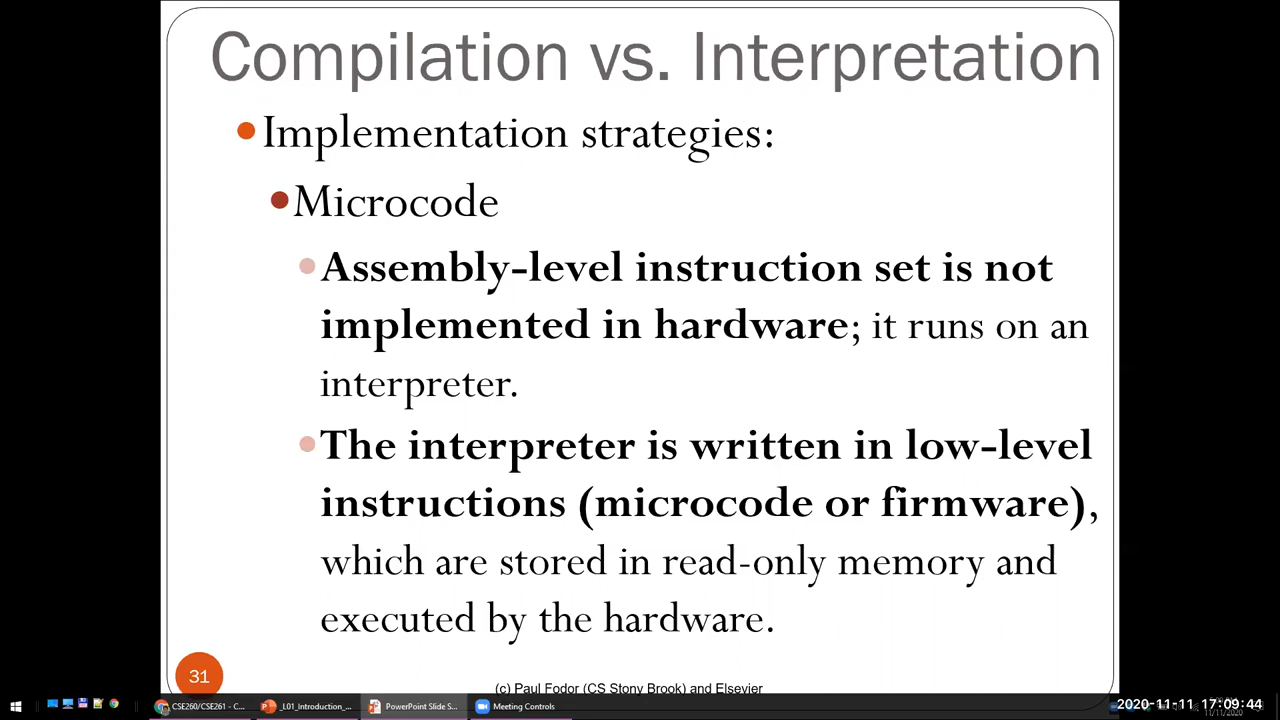 Compilation vs. Interpretation
Implementation strategies:
Microcode
Assembly-level instruction set is not
implemented in hardware; it runs on an
interpreter.
The interpreter is written in low-level
instructions (microcode or firmware),
which are stored in read-only memory and
executed by the hardware.
31
(c) Paul Fodor (CS Stony Brook) and Elsevier
CSE260/CSE261 - C...
_L01_Introduction_...
PowerPoint Slide S...
Meeting Controls
2020-11-11 17:09:44